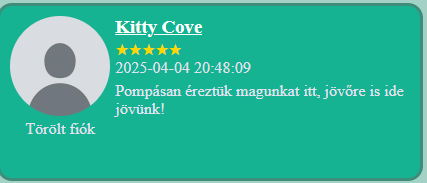 Kitty Cove
★★★★★
2025-04-04 20:48:09
Pompásan éreztük magunkat itt, jövőre is ide
jövünk!
Törölt fiók